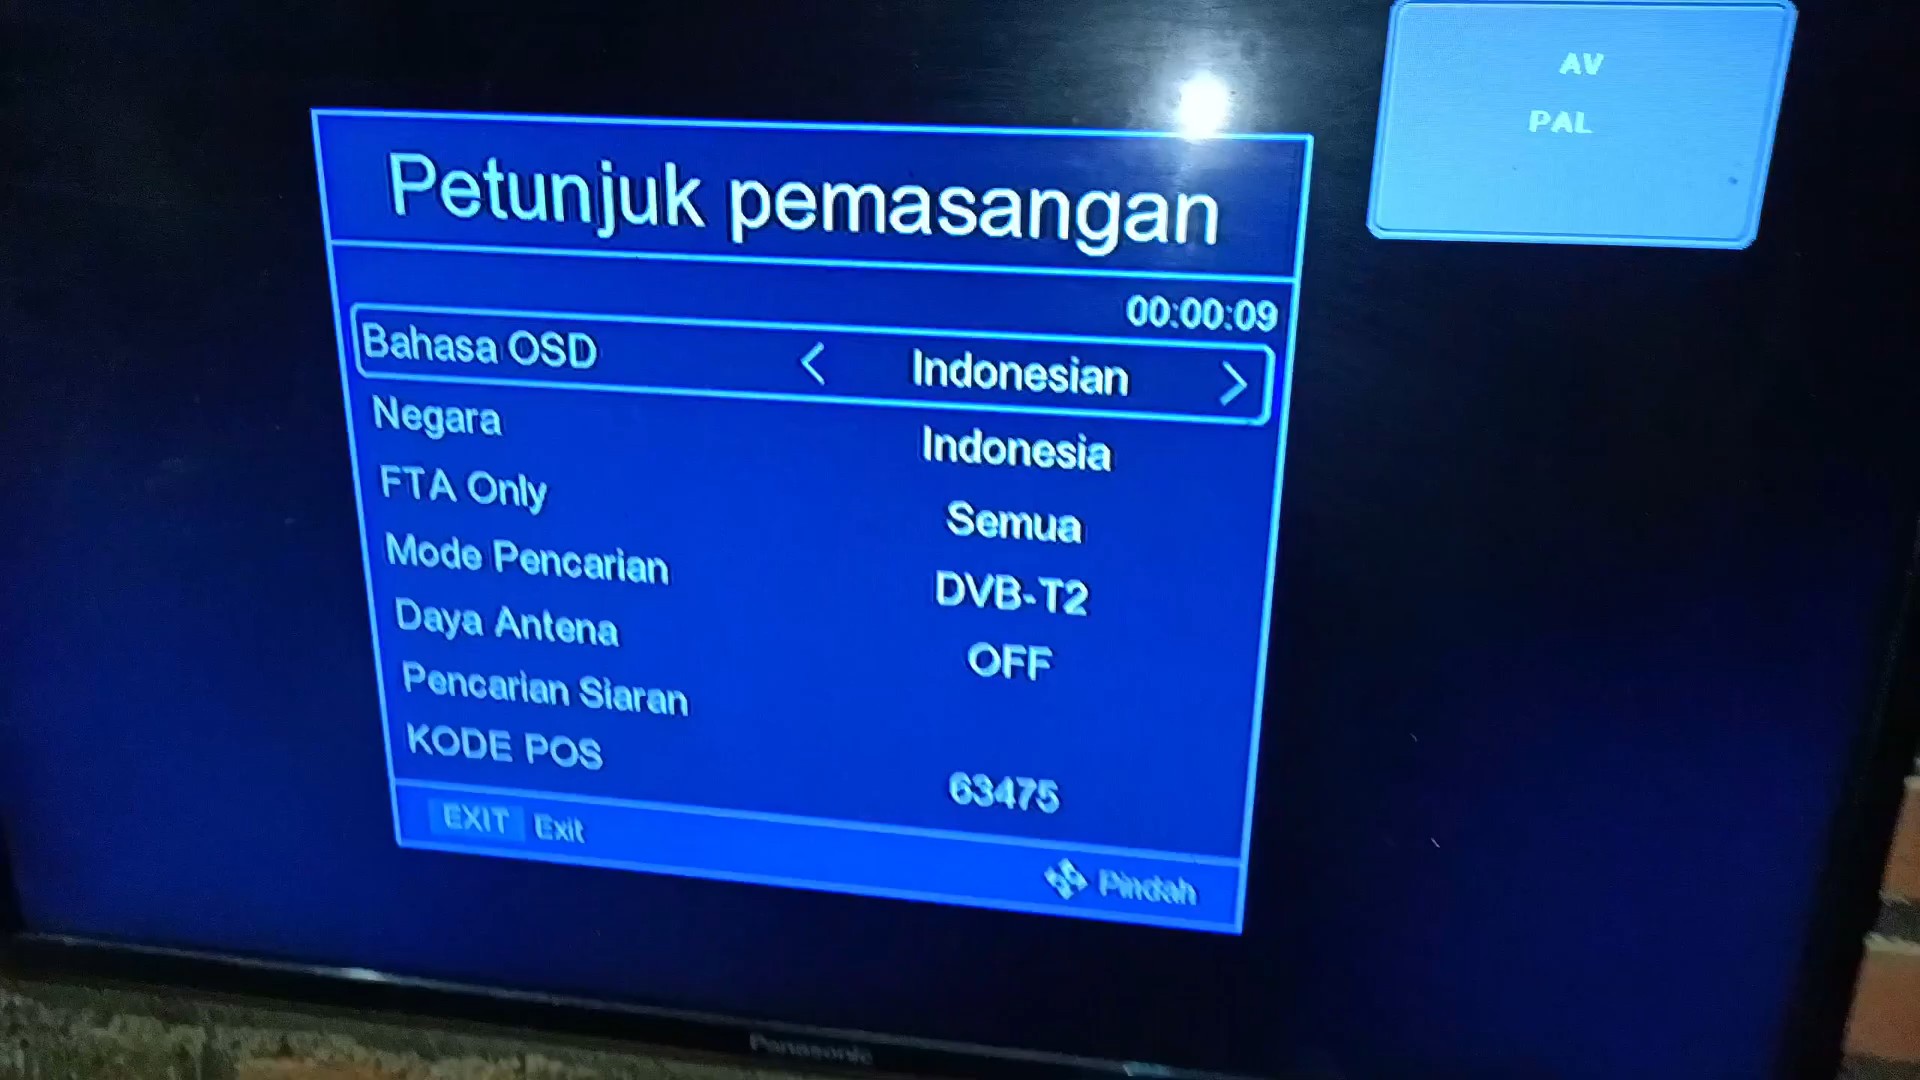 AV
PAL
Petunjuk pemasangan
00:00:09
Bahasa OSD < Indonesian >
Negara Indonesia
FTA Only Semua
Mode Pencarian DVB-T2
Daya Antena OFF
Pencarian Siaran
KODE POS 63475
EXIT Exit
Pindah
Panasonic